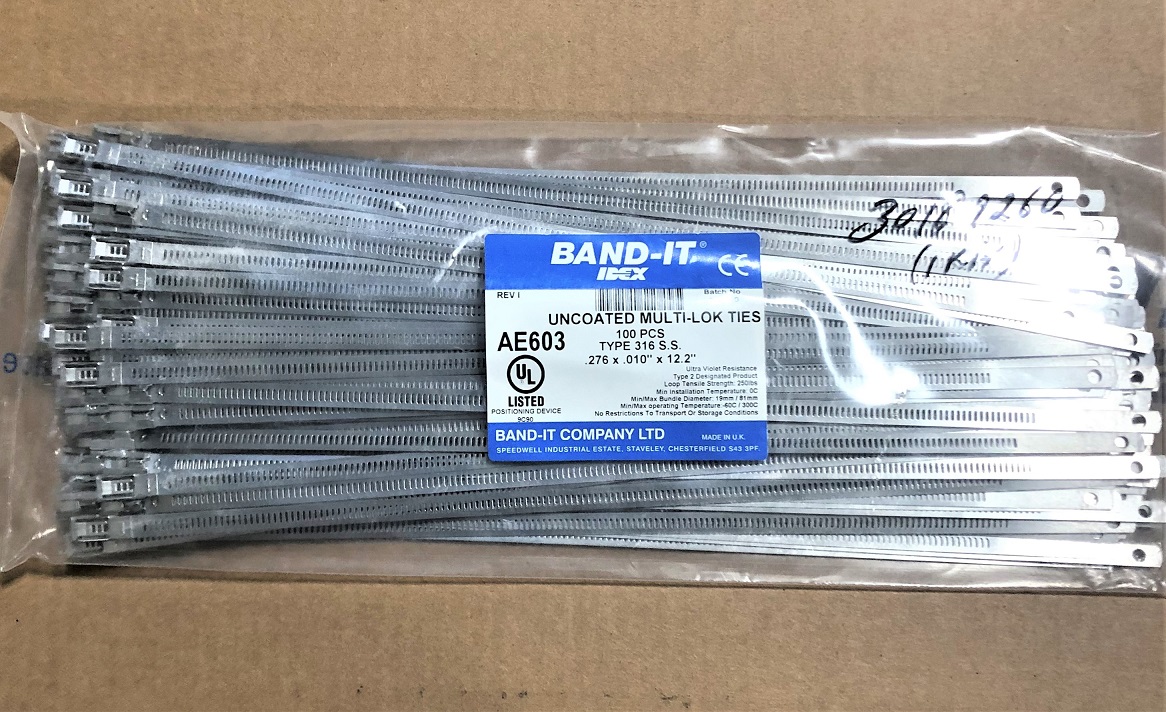 BAND-IT®
IDEX
CE
REV I
Batch No
UNCOATED MULTI-LOK TIES
AE603
100 PCS
TYPE 316 S.S.
.276 x .010" x 12.2"
UL
LISTED
POSITIONING DEVICE
9C90
Ultra Violet Resistance
Type 2 Designated Product
Loop Tensile Strength: 250lbs
Min Installation Temperature: 0C
Min/Max Bundle Diameter: 19mm / 81mm
Min/Max operating Temperature:-60C / 300C
No Restrictions To Transport Or Storage Conditions
BAND-IT COMPANY LTD
MADE IN U.K.
SPEEDWELL INDUSTRIAL ESTATE, STAVELEY, CHESTERFIELD S43 3PF.
9260